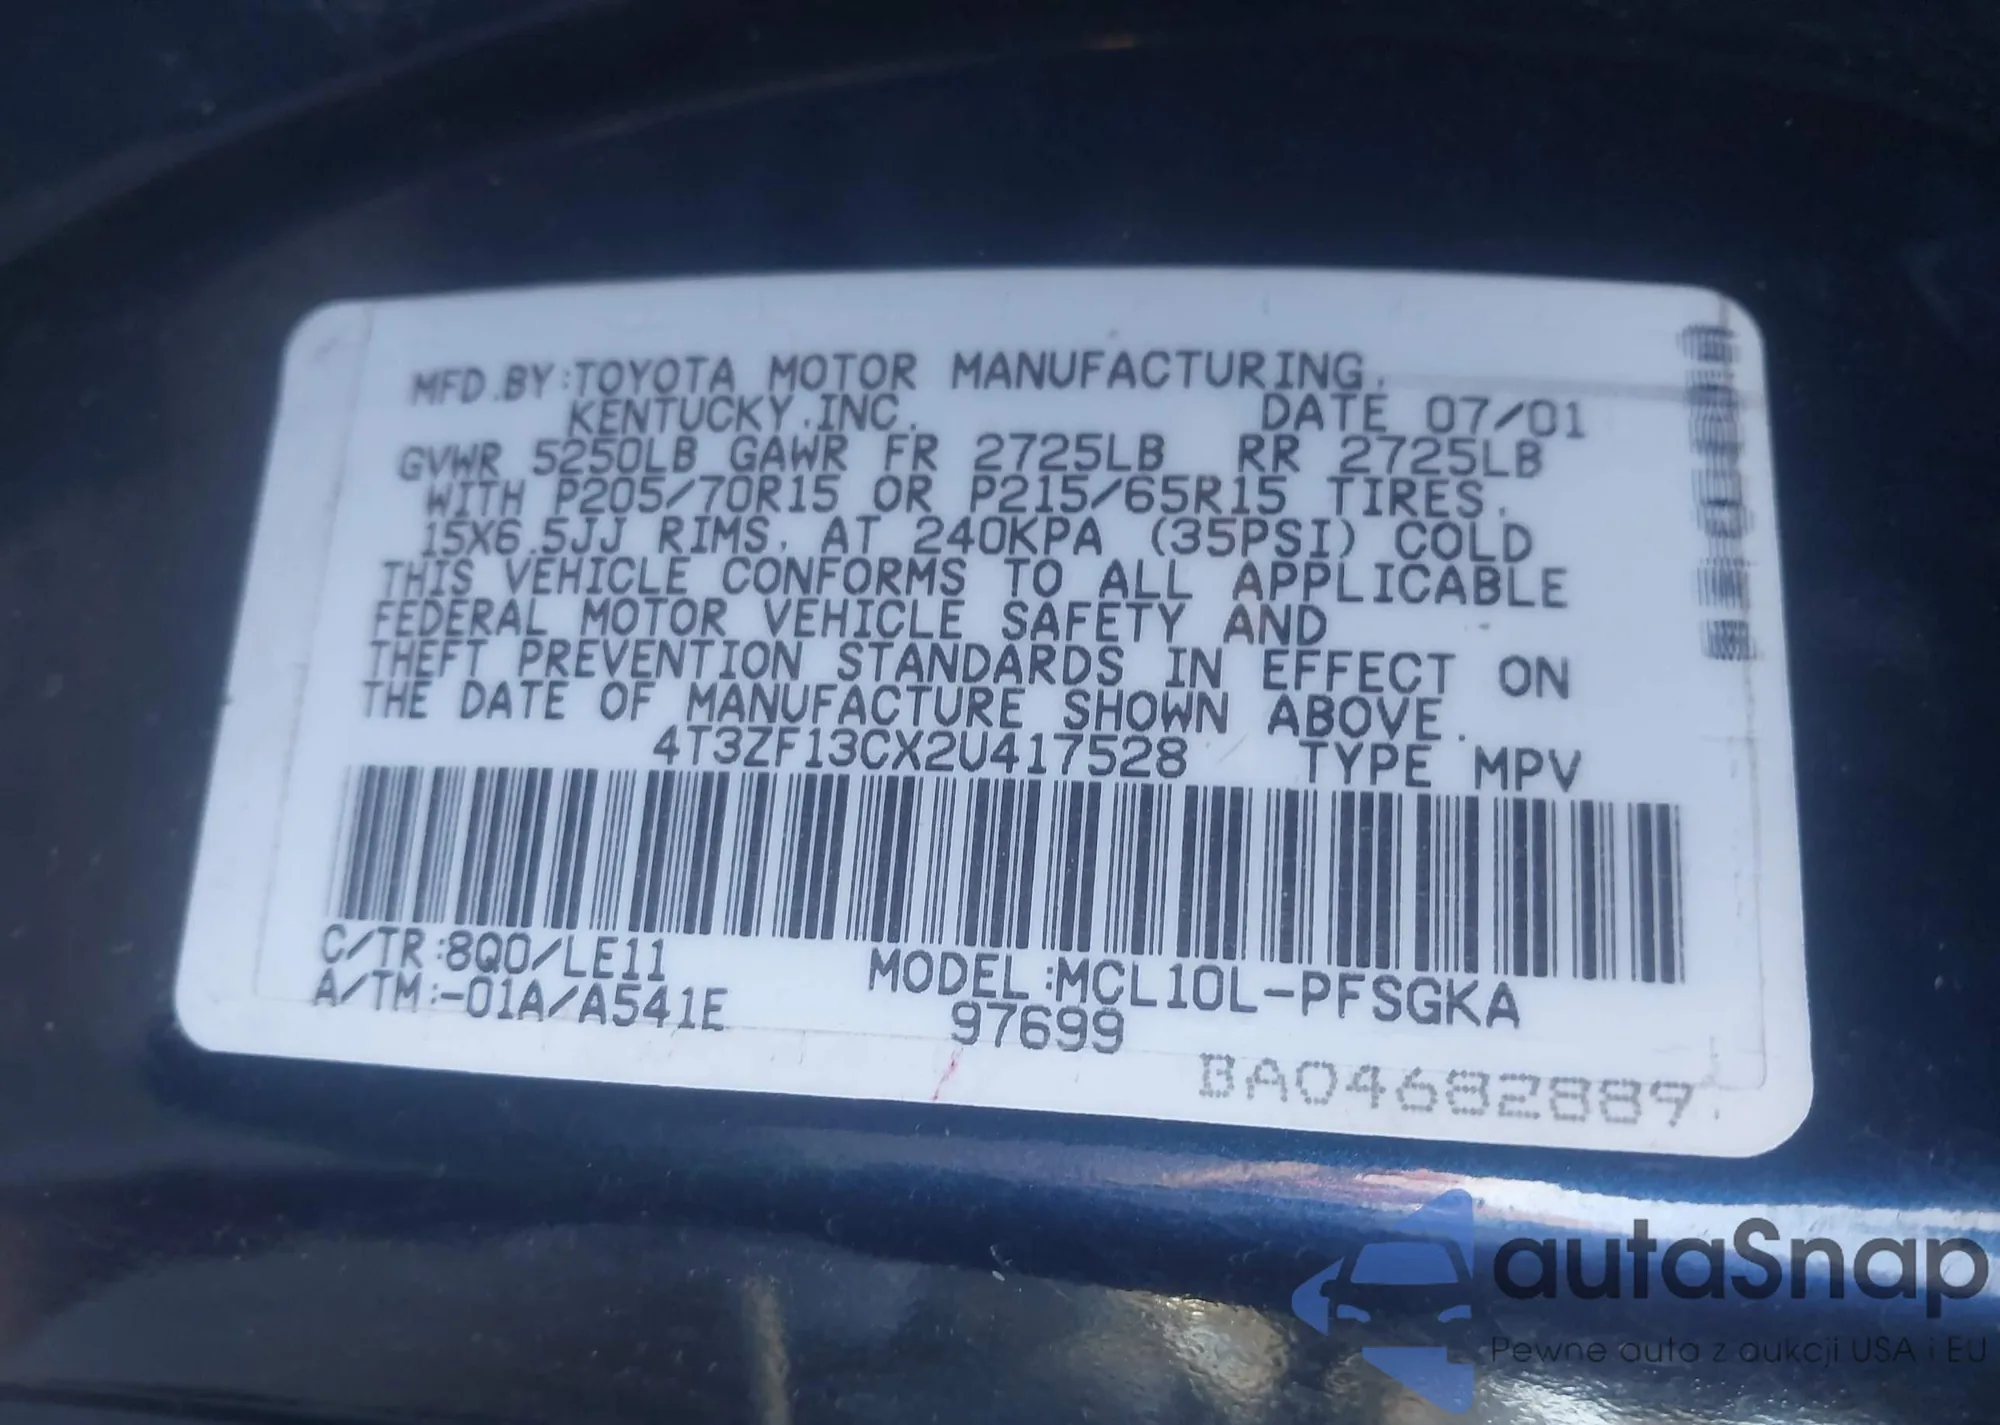 MFD.BY:TOYOTA MOTOR MANUFACTURING,
KENTUCKY,INC. DATE 07/01
GVWR 5250LB GAWR FR 2725LB RR 2725LB
WITH P205/70R15 OR P215/65R15 TIRES,
15X6.5JJ RIMS, AT 240KPA (35PSI) COLD
THIS VEHICLE CONFORMS TO ALL APPLICABLE
FEDERAL MOTOR VEHICLE SAFETY AND
THEFT PREVENTION STANDARDS IN EFFECT ON
THE DATE OF MANUFACTURE SHOWN ABOVE.
4T3ZF13CX2U417528 TYPE MPV
C/TR:8Q0/LE11 MODEL:MCL10L-PFSGKA
A/TM:-01A/A541E 97699
BA04682889
autaSnap
Pewne auta z aukcji USA i EU